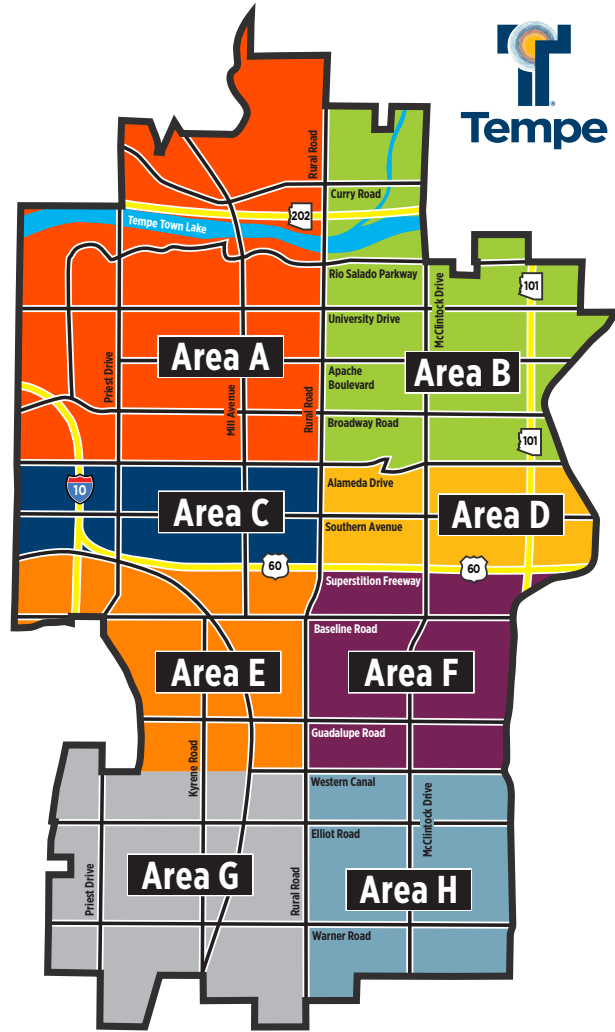 Tempe
Rural Road
Curry Road
202
Tempe Town Lake
Rio Salado Parkway
McClintock Drive
101
University Drive
Area A
Priest Drive
Mill Avenue
Rural Road
Apache
Boulevard
Area B
Broadway Road
101
Alameda Drive
10
Area C
Area D
Southern Avenue
60
60
Superstition Freeway
Baseline Road
Area E
Area F
Guadalupe Road
Kyrene Road
Western Canal
McClintock Drive
Elliot Road
Priest Drive
Area G
Rural Road
Area H
Warner Road